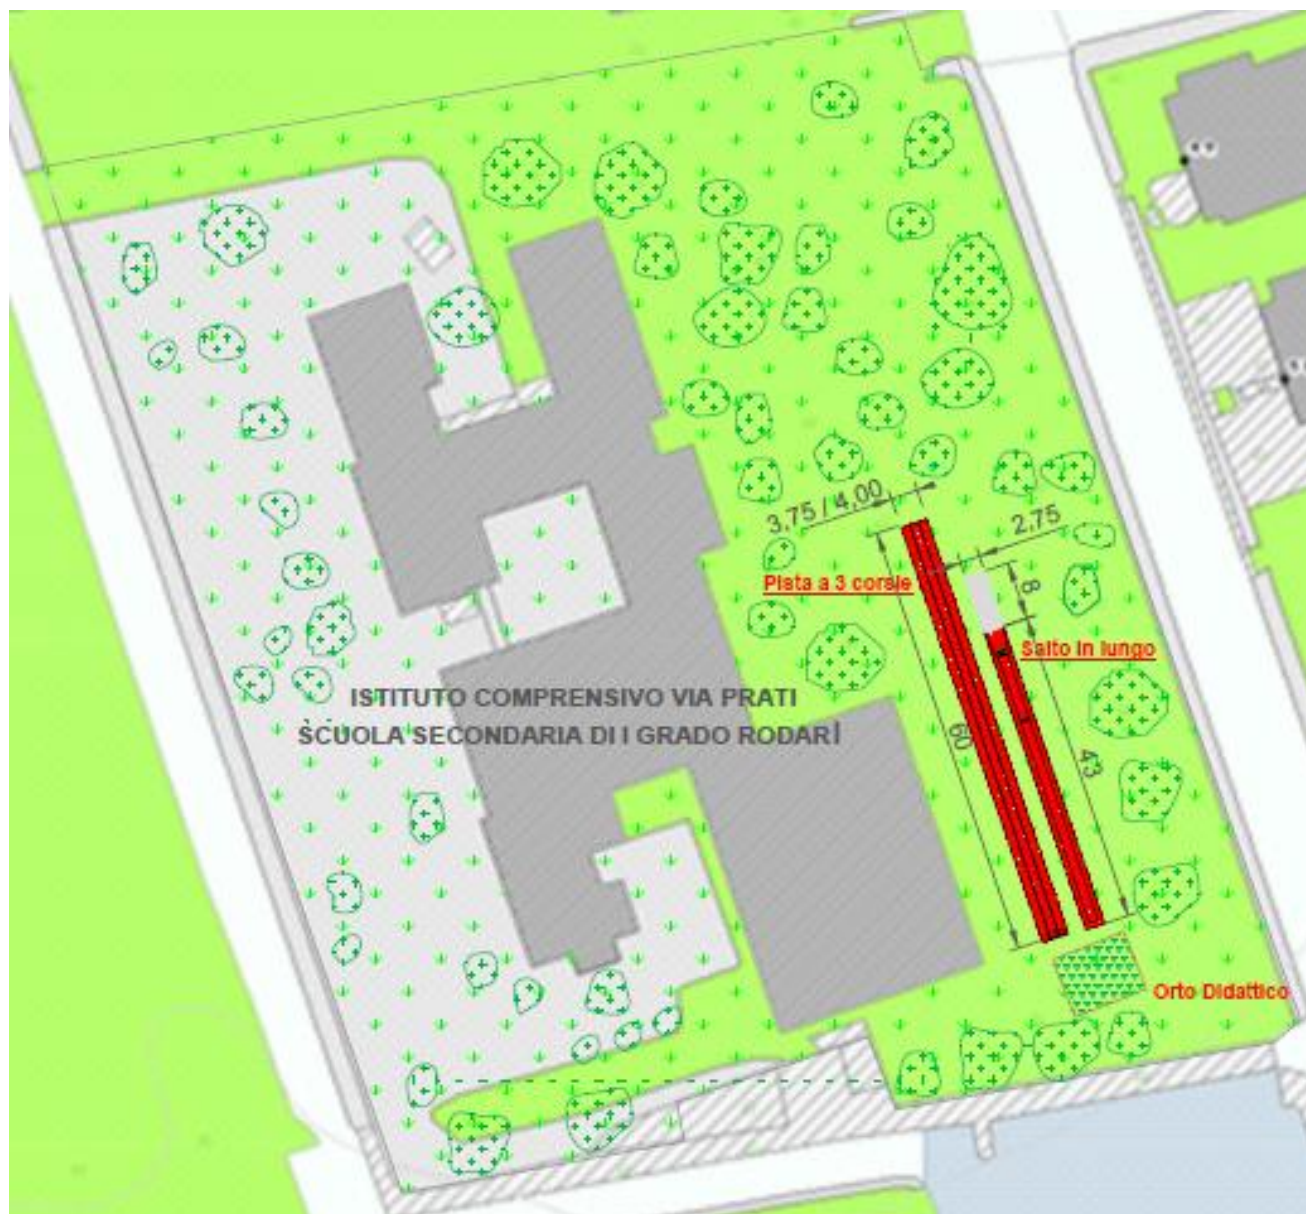 3.75 / 4,00
2,75
Pista a 3 corsie
8
Salto in lungo
ISTITUTO COMPRENSIVO VIA PRATI
SCUOLA SECONDARIA DI I GRADO RODARI
60
43
Orto Didattico